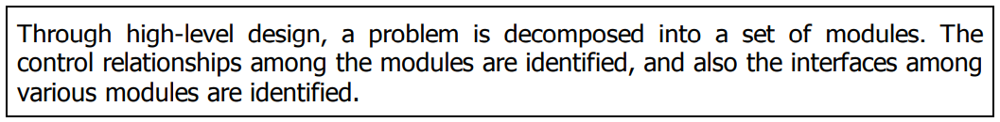 Through high-level design, a problem is decomposed into a set of modules. The
control relationships among the modules are identified, and also the interfaces among
various modules are identified.